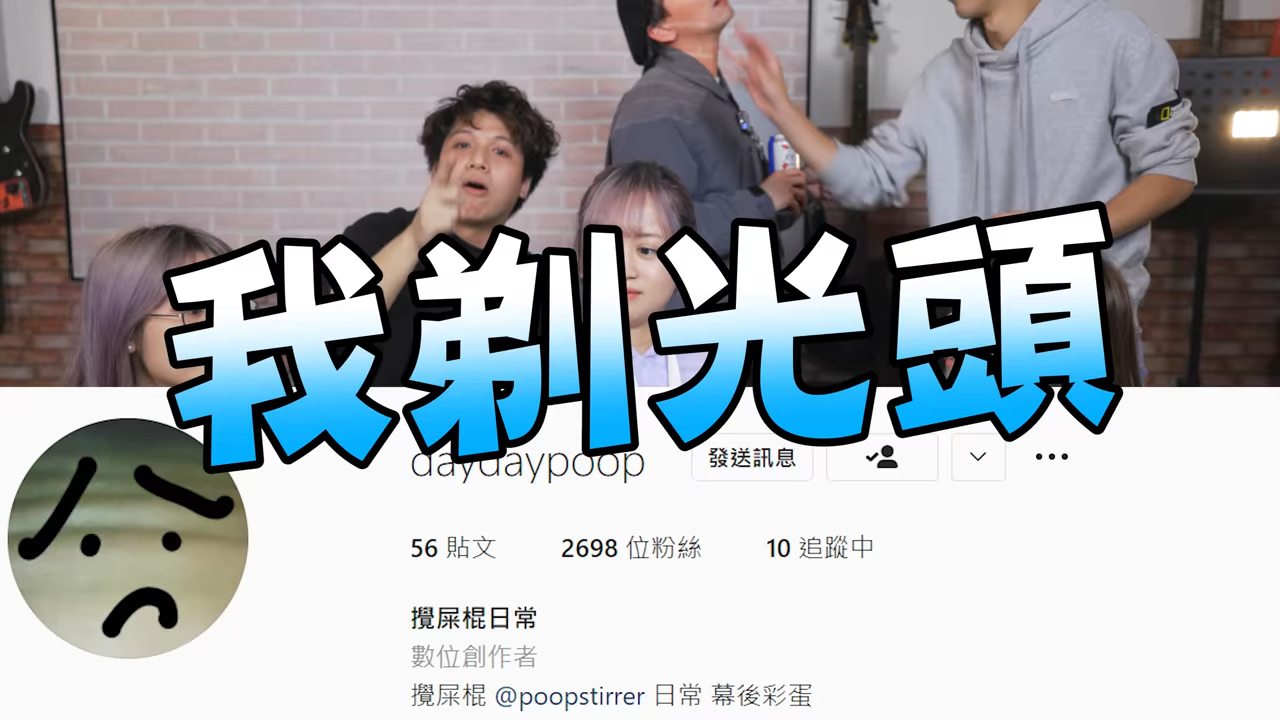 我剃光頭
daydaypoop
發送訊息
56 貼文 2698 位粉絲 10 追蹤中
攪屎棍日常
數位創作者
攪屎棍 @poopstirrer 日常 幕後彩蛋